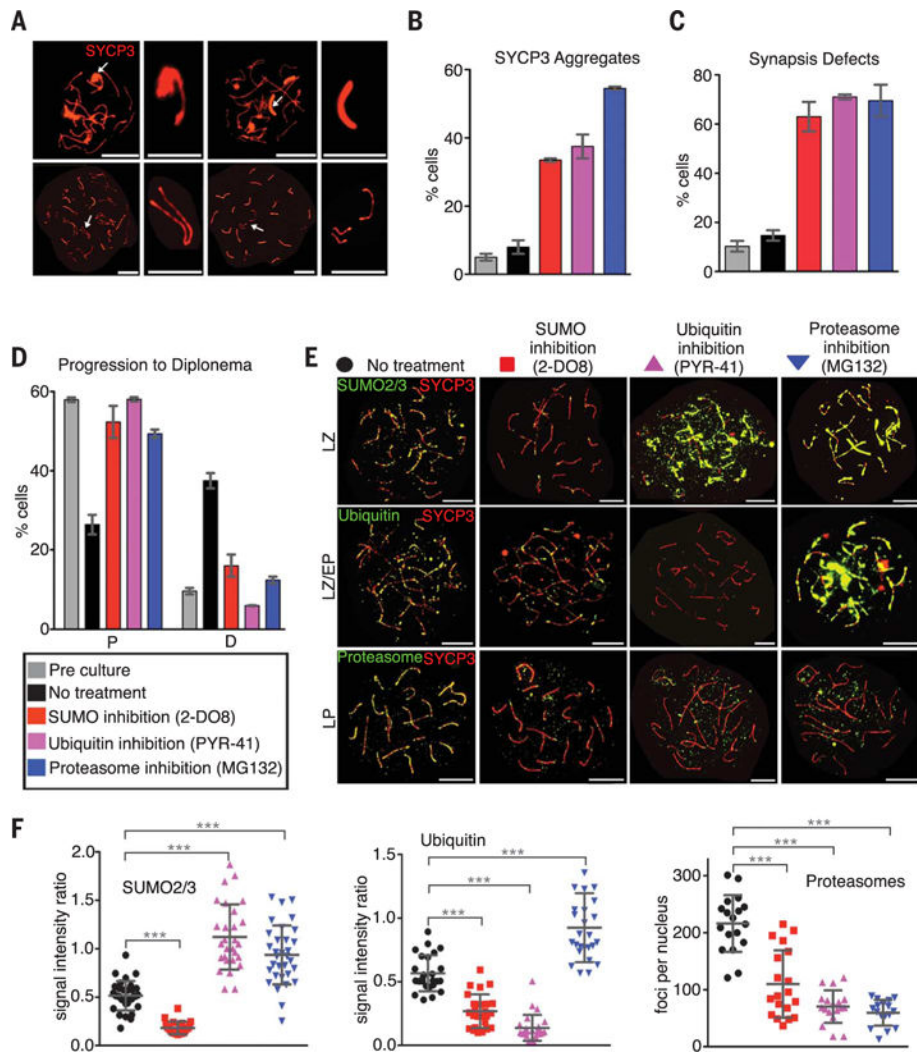 A
SYCP3
B
SYCP3 Aggregates
% cells
60
40
20
0
C
Synapsis Defects
% cells
80
60
40
20
0
D
Progression to Diplonema
% cells
60
40
20
0
P
D
Pre culture
No treatment
SUMO inhibition (2-DO8)
Ubiquitin inhibition (PYR-41)
Proteasome inhibition (MG132)
E
No treatment
SUMO
inhibition
(2-DO8)
Ubiquitin
inhibition
(PYR-41)
Proteasome
inhibition
(MG132)
LZ
SUMO2/3 SYCP3
LZ/EP
Ubiquitin SYCP3
LP
Proteasome SYCP3
F
signal intensity ratio
2.0
1.5
1.0
0.5
0
SUMO2/3
***
***
***
Ubiquitin
signal intensity ratio
1.5
1.0
0.5
0
***
***
***
Proteasomes
foci per nucleus
300
200
100
0
***
***
***